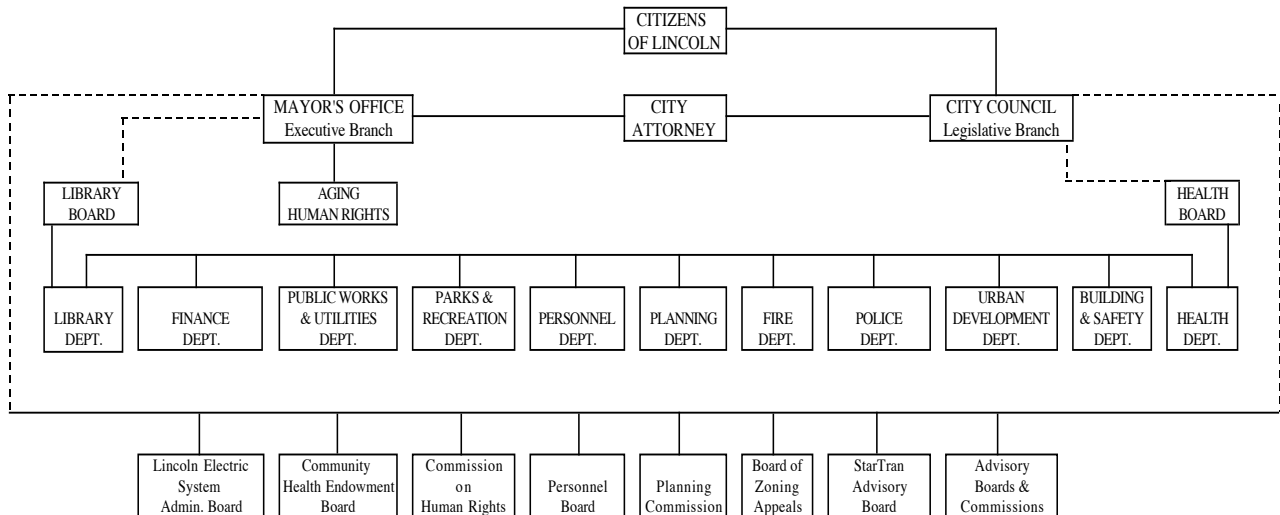 CITIZENS
OF LINCOLN
MAYOR'S OFFICE
Executive Branch
CITY
ATTORNEY
CITY COUNCIL
Legislative Branch
LIBRARY
BOARD
AGING
HUMAN RIGHTS
HEALTH
BOARD
LIBRARY
DEPT.
FINANCE
DEPT.
PUBLIC WORKS
& UTILITIES
DEPT.
PARKS &
RECREATION
DEPT.
PERSONNEL
DEPT.
PLANNING
DEPT.
FIRE
DEPT.
POLICE
DEPT.
URBAN
DEVELOPMENT
DEPT.
BUILDING
& SAFETY
DEPT.
HEALTH
DEPT.
Lincoln Electric
System
Admin. Board
Community
Health Endowment
Board
Commission
on
Human Rights
Personnel
Board
Planning
Commission
Board of
Zoning
Appeals
StarTran
Advisory
Board
Advisory
Boards &
Commissions